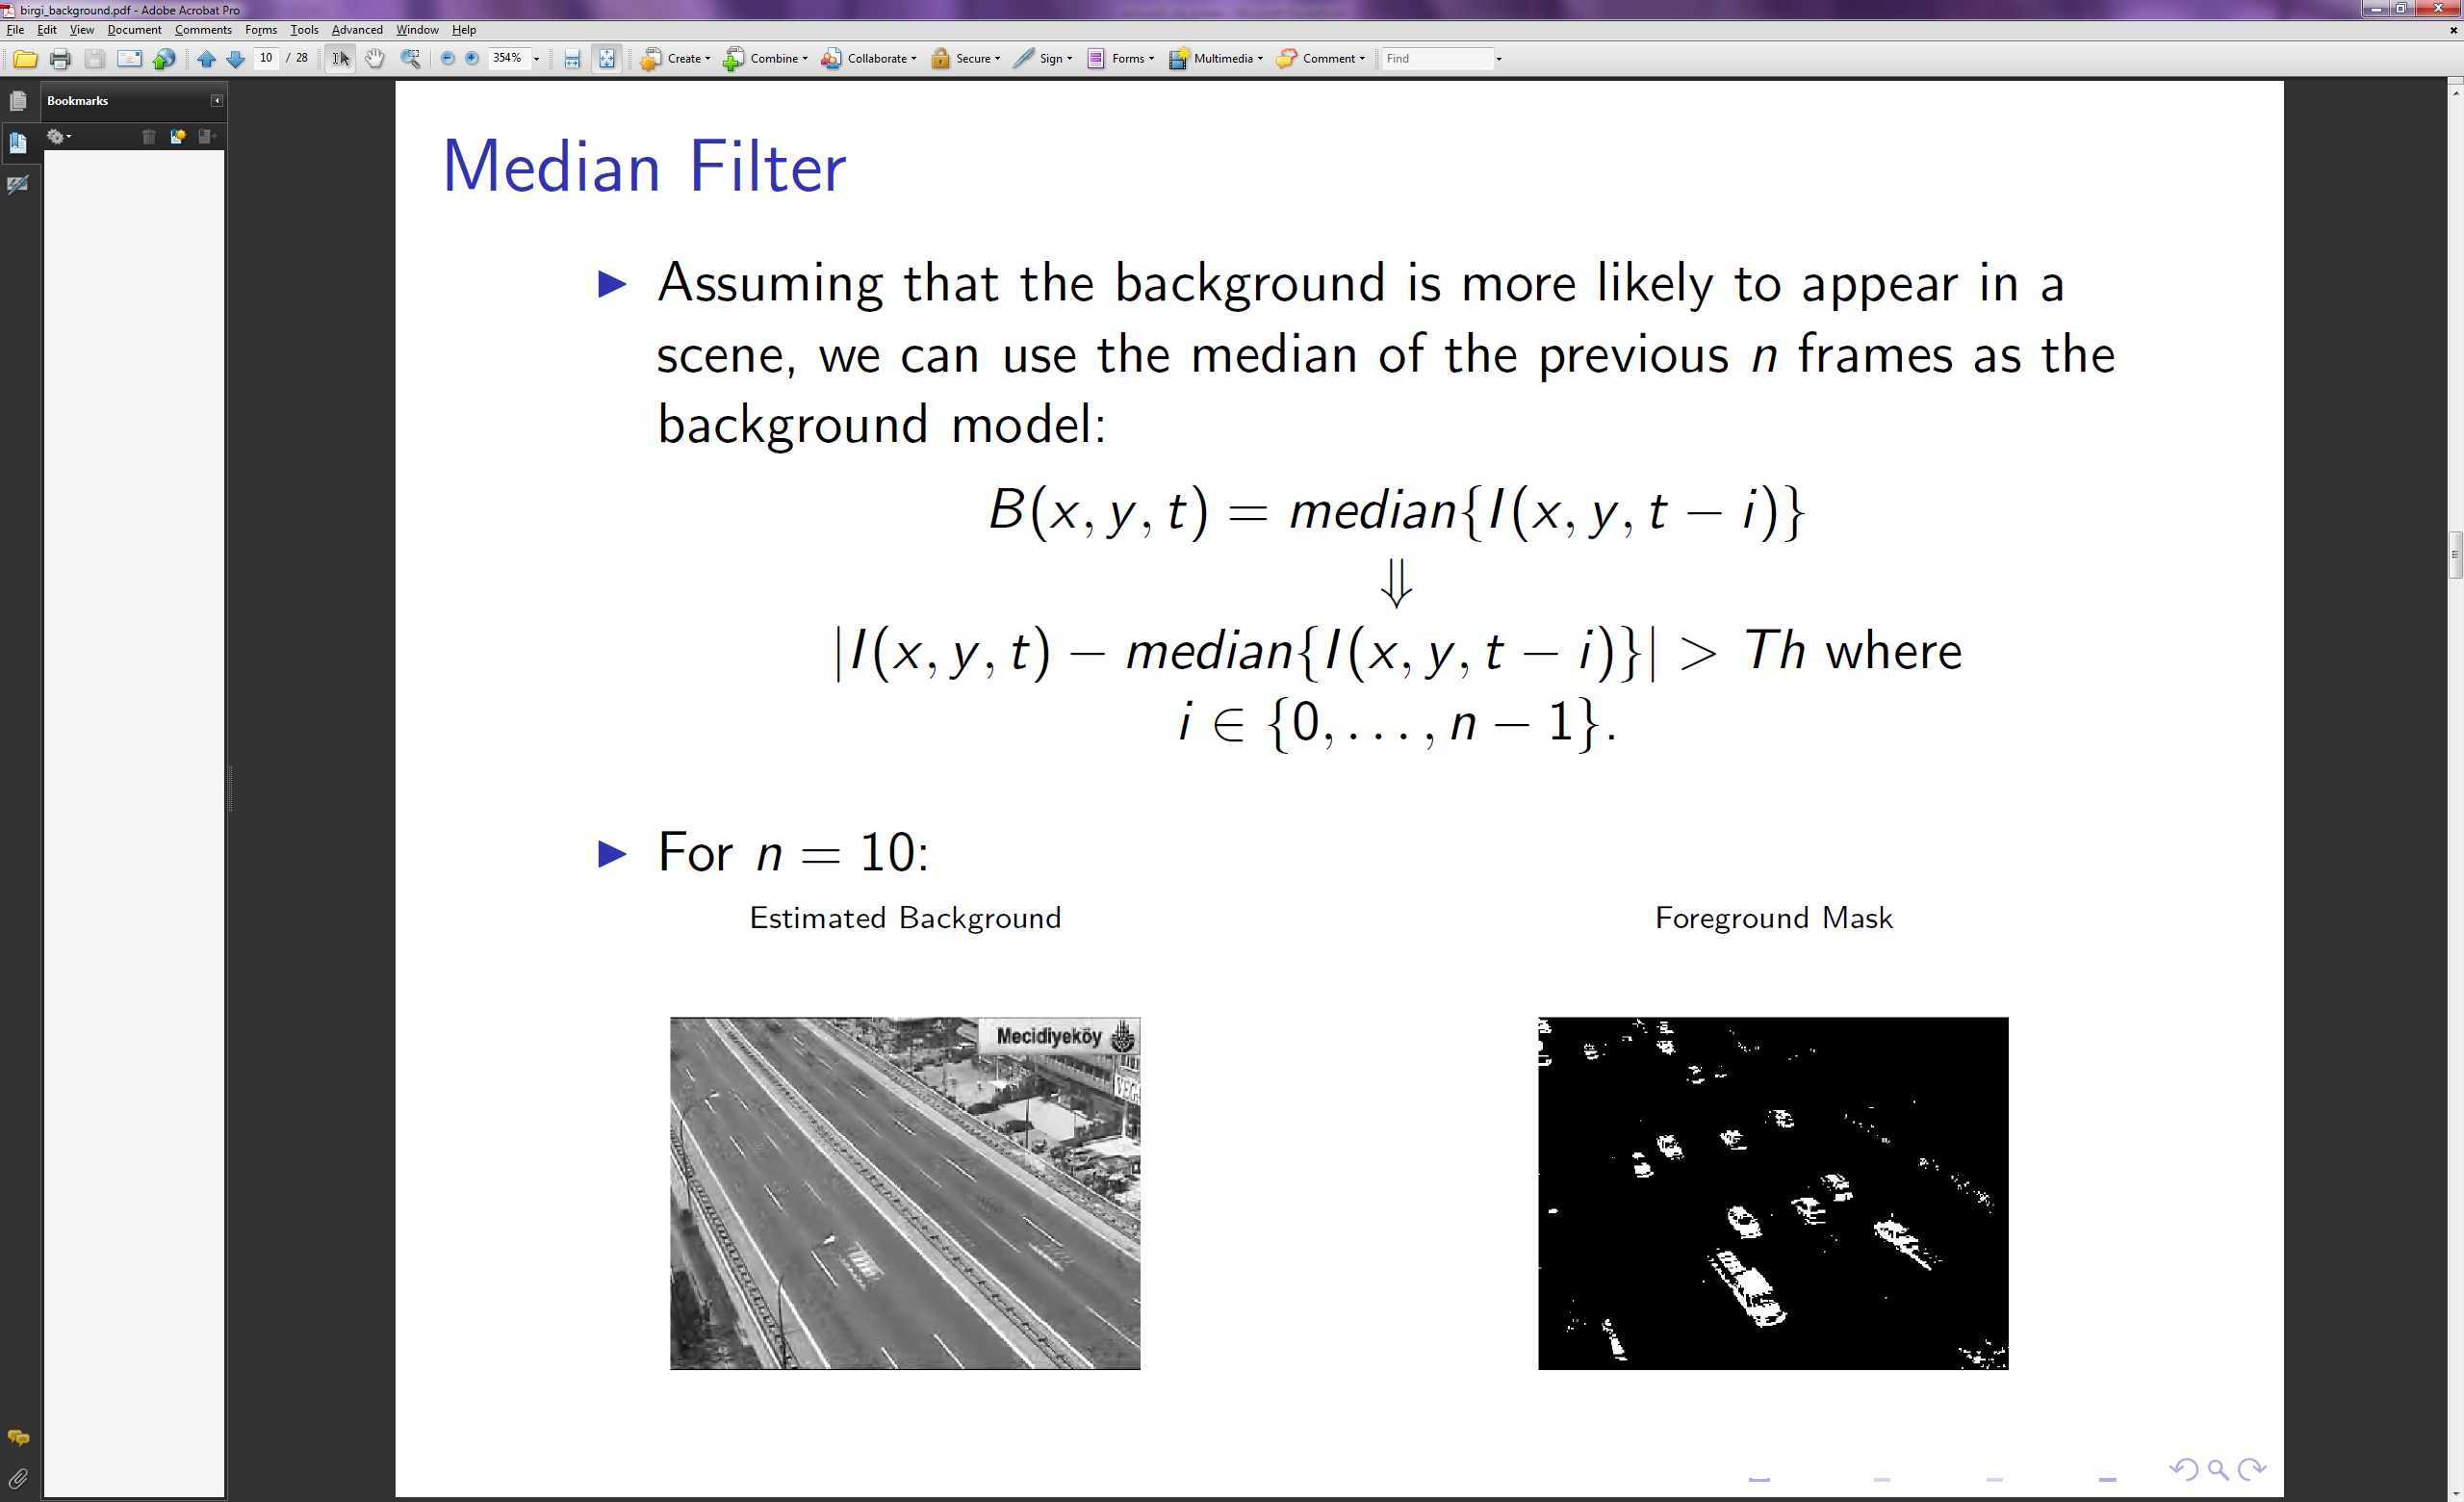 birgi_background.pdf - Adobe Acrobat Pro
File Edit View Document Comments Forms Tools Advanced Window Help
10 / 28 354% Create Combine Collaborate Secure Sign Forms Multimedia Comment Find
Bookmarks
Median Filter
Assuming that the background is more likely to appear in a
scene, we can use the median of the previous n frames as the
background model:
B(x, y, t) = median{I(x, y, t − i)}
⇓
|I(x, y, t) − median{I(x, y, t − i)}| > Th where
i ∈ {0, . . . , n − 1}.
For n = 10:
Estimated Background Foreground Mask
Mecidiyeköy